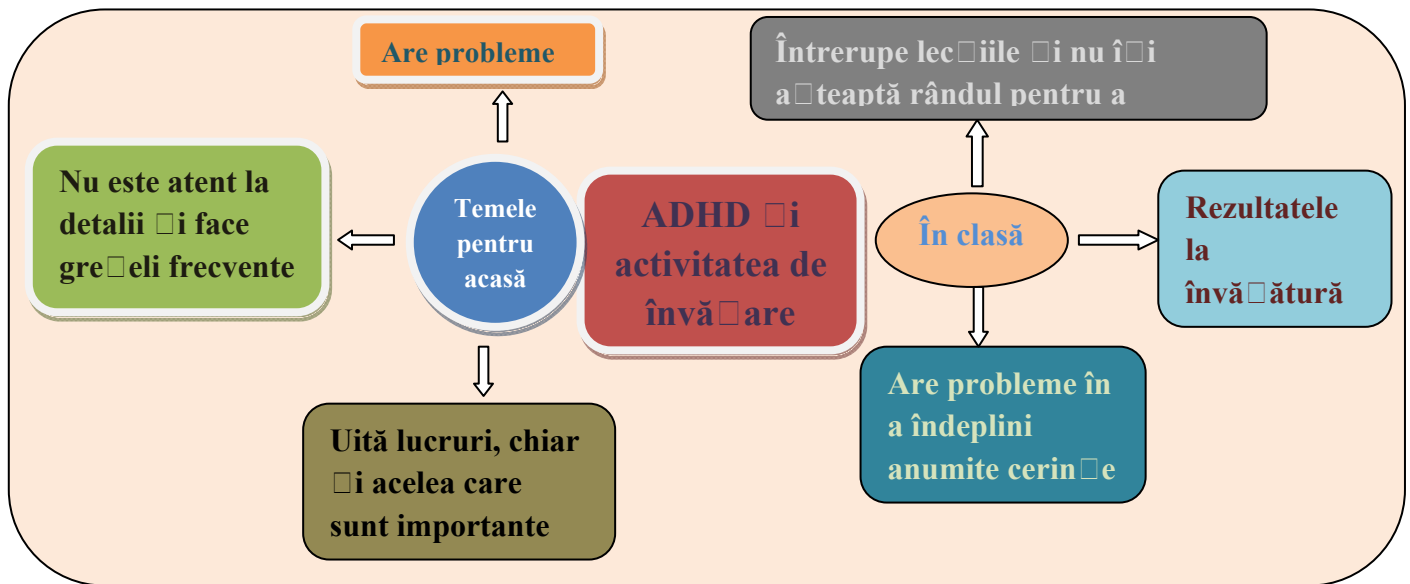 Are probleme
Întrerupe lec□iile □i nu î□i
a□teaptă rândul pentru a
Nu este atent la
detalii □i face
gre□eli frecvente
Temele
pentru
acasă
ADHD □i
activitatea de
învă□are
În clasă
Rezultatele
la
învă□ătură
Uită lucruri, chiar
□i acelea care
sunt importante
Are probleme în
a îndeplini
anumite cerin□e